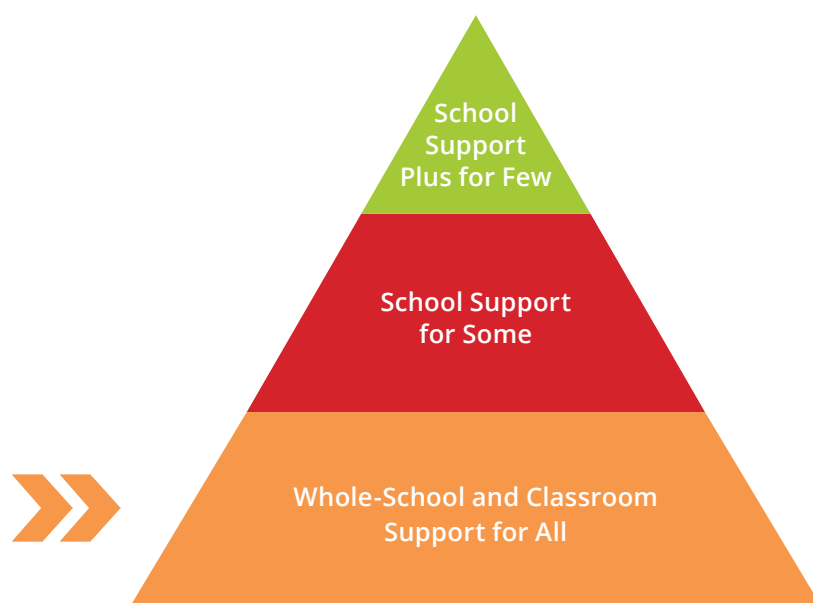 School
Support
Plus for Few
School Support
for Some
Whole-School and Classroom
Support for All